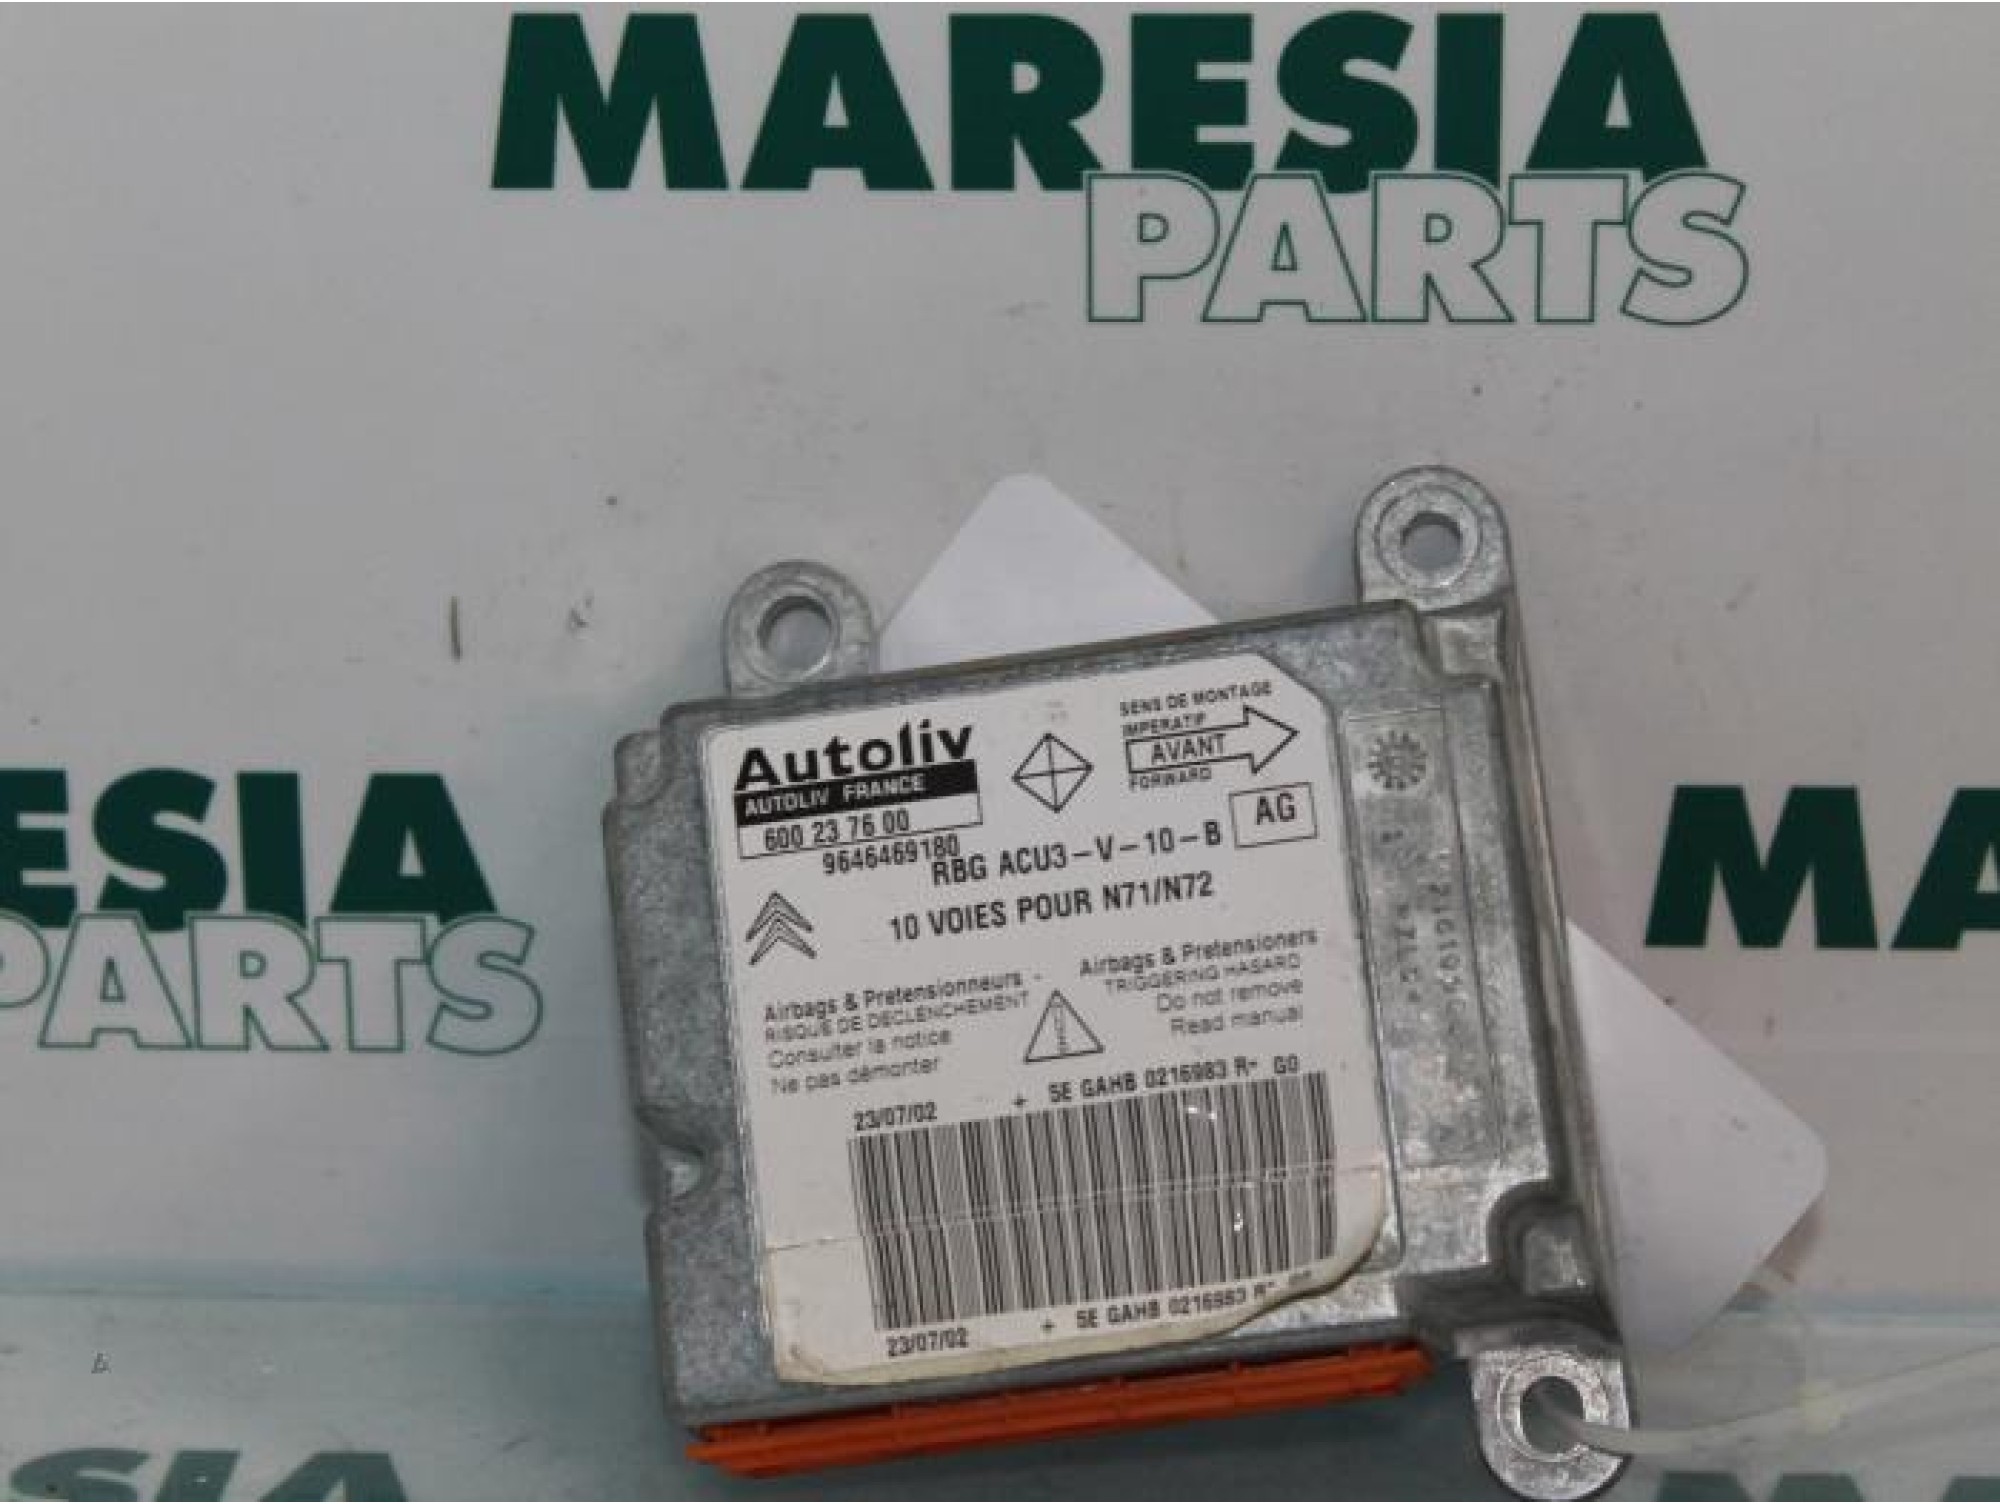 MARESIA
PARTS
ESIA
PARTS
MA
SIA
Autoliv
AUTOLIV FRANCE
600 23 76 00
9646469180
SENS DE MONTAGE
IMPERATIF
AVANT
FORWARD
AG
RBG ACU3-V-10-B
10 VOIES POUR N71/N72
Airbags & Pretensionneurs -
RISQUE DE DECLENCHEMENT
Consulter la notice
Ne pas démonter
Airbags & Pretensioners
TRIGGERING HASARD
Do not remove
Read manual
23/07/02 + 5E GAHB 0216983 R- G0
23/07/02 + 5E GAHB 0216983 R-